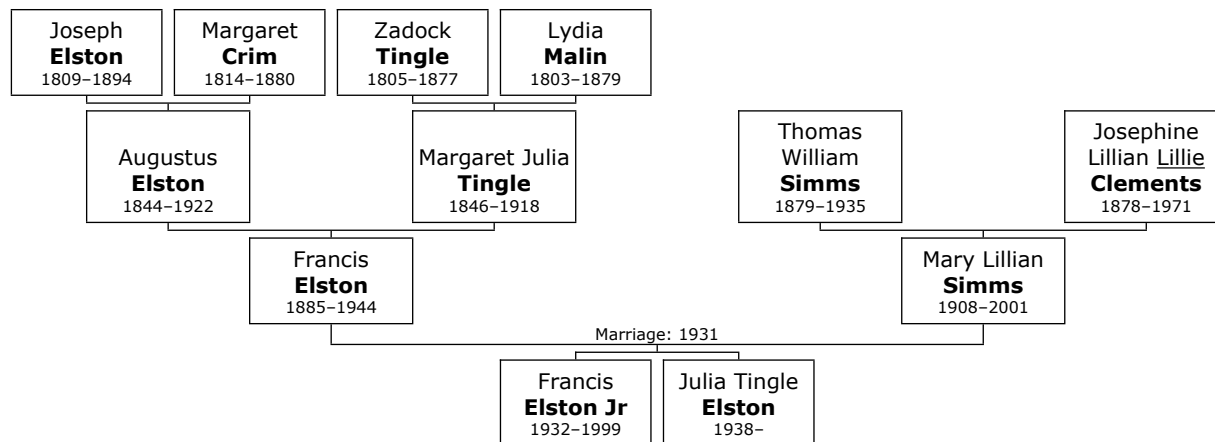 Joseph
Elston
1809–1894
Margaret
Crim
1814–1880
Zadock
Tingle
1805–1877
Lydia
Malin
1803–1879
Augustus
Elston
1844–1922
Margaret Julia
Tingle
1846–1918
Thomas
William
Simms
1879–1935
Josephine
Lillian Lillie
Clements
1878–1971
Francis
Elston
1885–1944
Mary Lillian
Simms
1908–2001
Marriage: 1931
Francis
Elston Jr
1932–1999
Julia Tingle
Elston
1938–